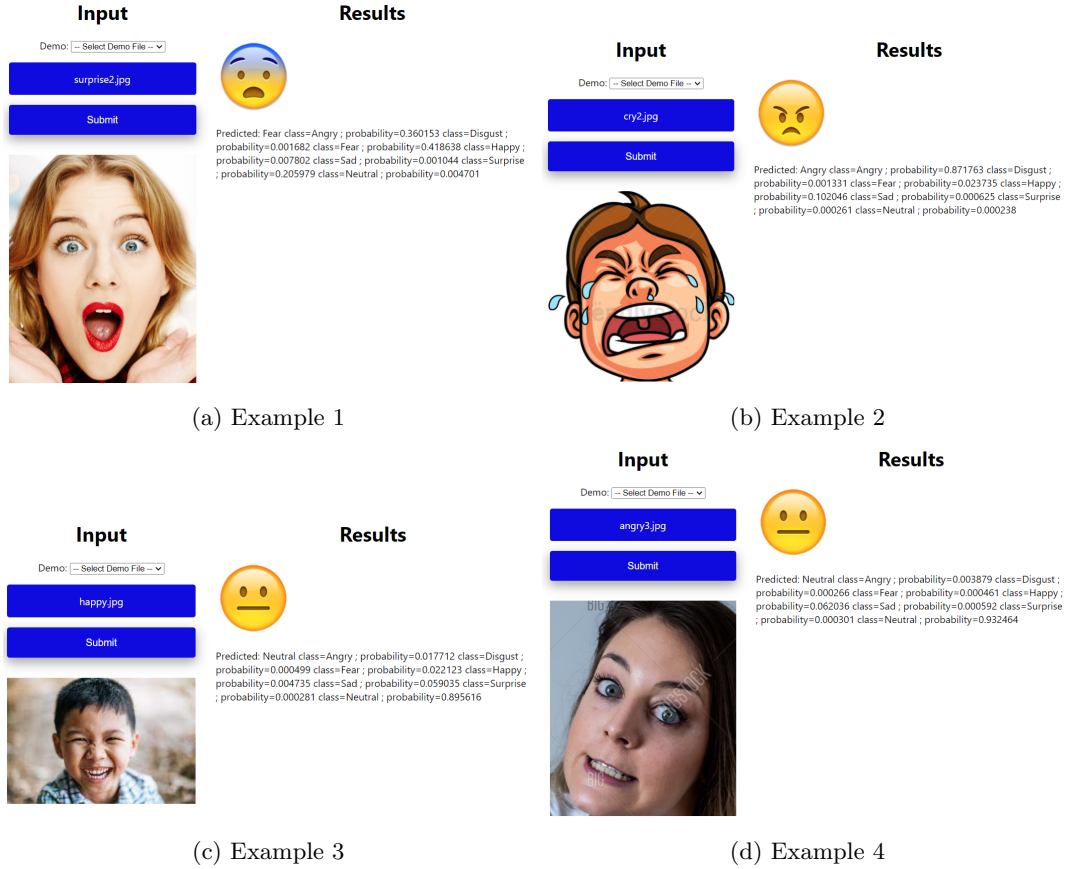 Input
Results
Demo: -- Select Demo File --
surprise2.jpg
Submit
Predicted: Fear class=Angry ; probability=0.360153 class=Disgust ;
probability=0.001682 class=Fear ; probability=0.418638 class=Happy ;
probability=0.007802 class=Sad ; probability=0.001044 class=Surprise
; probability=0.205979 class=Neutral ; probability=0.004701
(a) Example 1
Input
Results
Demo: -- Select Demo File --
cry2.jpg
Submit
Predicted: Angry class=Angry ; probability=0.871763 class=Disgust ;
probability=0.001331 class=Fear ; probability=0.023735 class=Happy ;
probability=0.102046 class=Sad ; probability=0.000625 class=Surprise
; probability=0.000261 class=Neutral ; probability=0.000238
(b) Example 2
Input
Results
Demo: -- Select Demo File --
happy.jpg
Submit
Predicted: Neutral class=Angry ; probability=0.017712 class=Disgust ;
probability=0.000499 class=Fear ; probability=0.022123 class=Happy ;
probability=0.004735 class=Sad ; probability=0.059035 class=Surprise
; probability=0.000281 class=Neutral ; probability=0.895616
(c) Example 3
Input
Results
Demo: -- Select Demo File --
angry3.jpg
Submit
Predicted: Neutral class=Angry ; probability=0.003879 class=Disgust ;
probability=0.000266 class=Fear ; probability=0.000461 class=Happy ;
probability=0.062036 class=Sad ; probability=0.000592 class=Surprise
; probability=0.000301 class=Neutral ; probability=0.932464
BIG
BIG
(d) Example 4